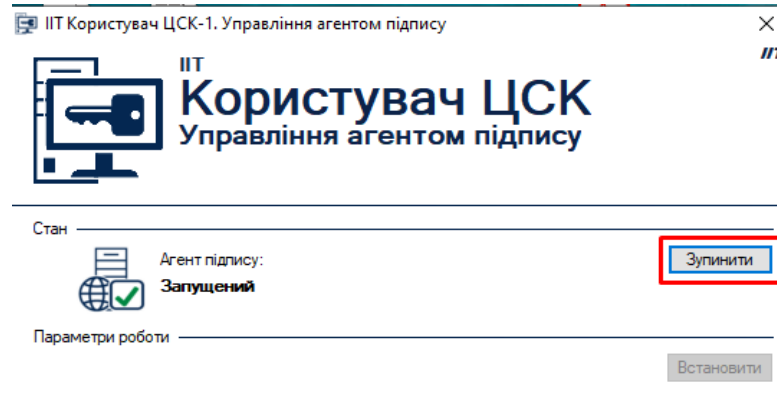 ІІТ Користувач ЦСК-1. Управління агентом підпису
ІІТ
Користувач ЦСК
Управління агентом підпису
Стан
Агент підпису:
Зупинити
Запущений
Параметри роботи
Встановити